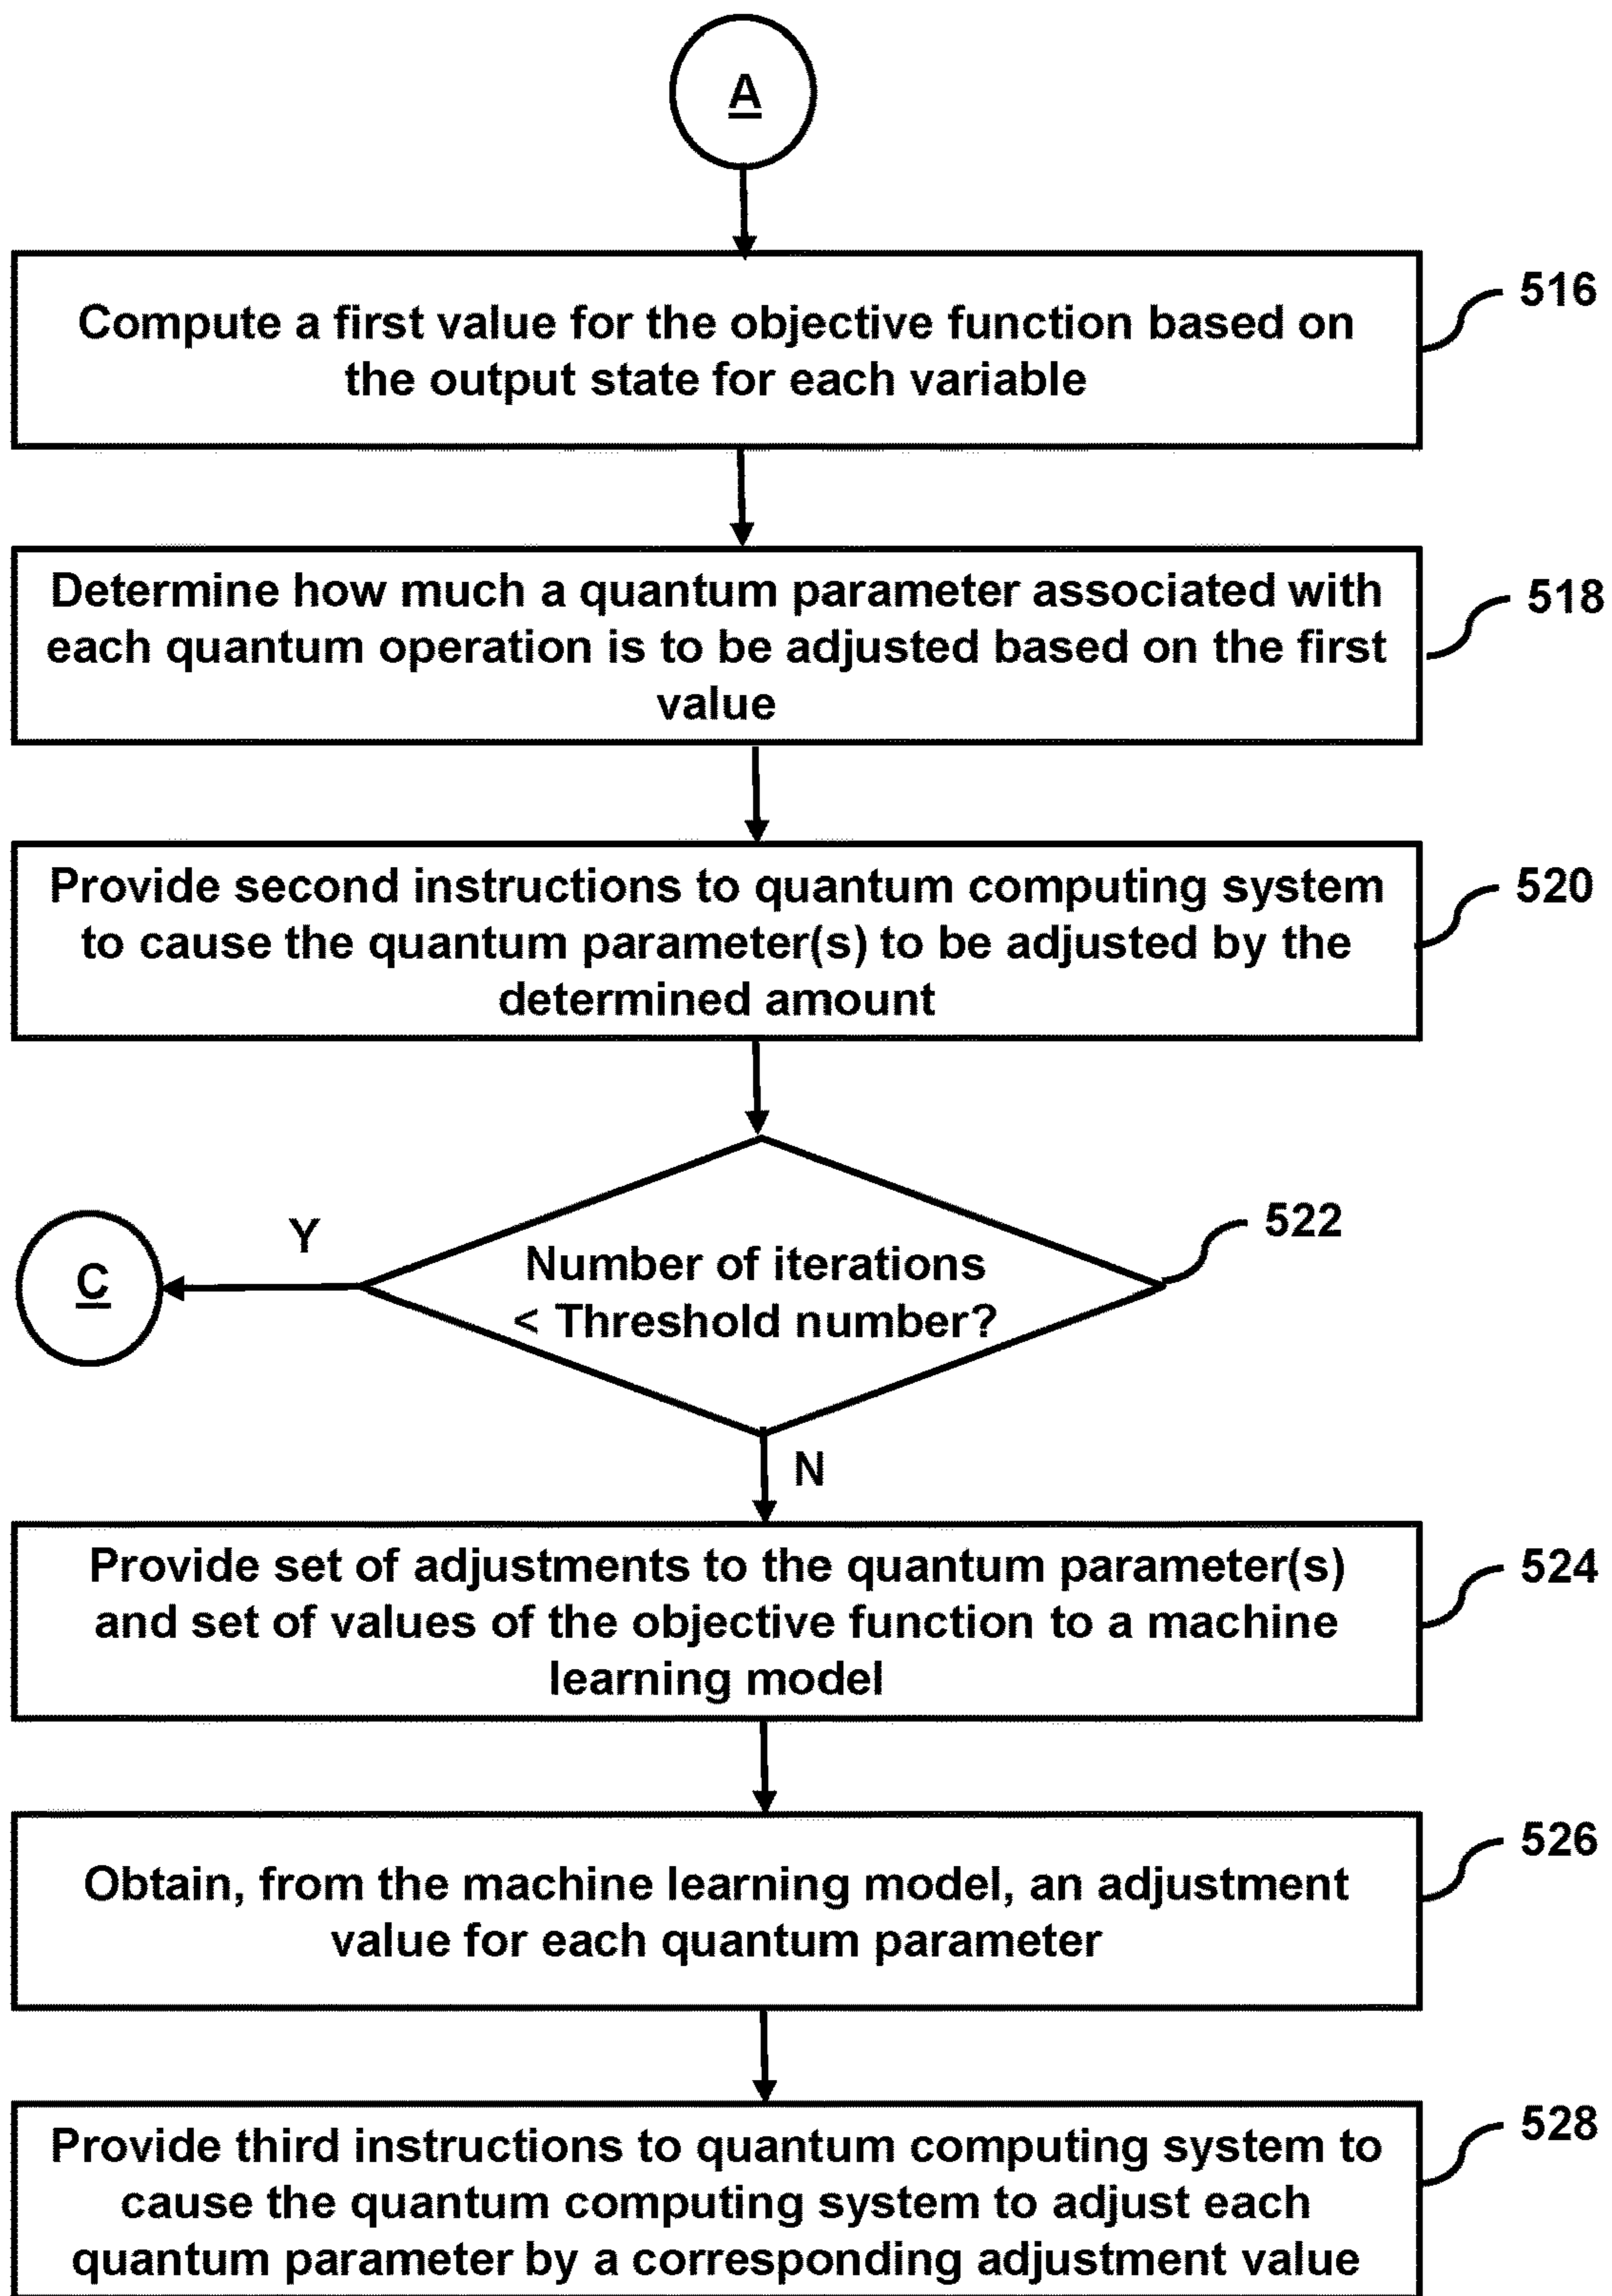 A
Compute a first value for the objective function based on
the output state for each variable
516
Determine how much a quantum parameter associated with
each quantum operation is to be adjusted based on the first
value
518
Provide second instructions to quantum computing system
to cause the quantum parameter(s) to be adjusted by the
determined amount
520
Number of iterations
< Threshold number?
522
Y
C
N
Provide set of adjustments to the quantum parameter(s)
and set of values of the objective function to a machine
learning model
524
Obtain, from the machine learning model, an adjustment
value for each quantum parameter
526
Provide third instructions to quantum computing system to
cause the quantum computing system to adjust each
quantum parameter by a corresponding adjustment value
528